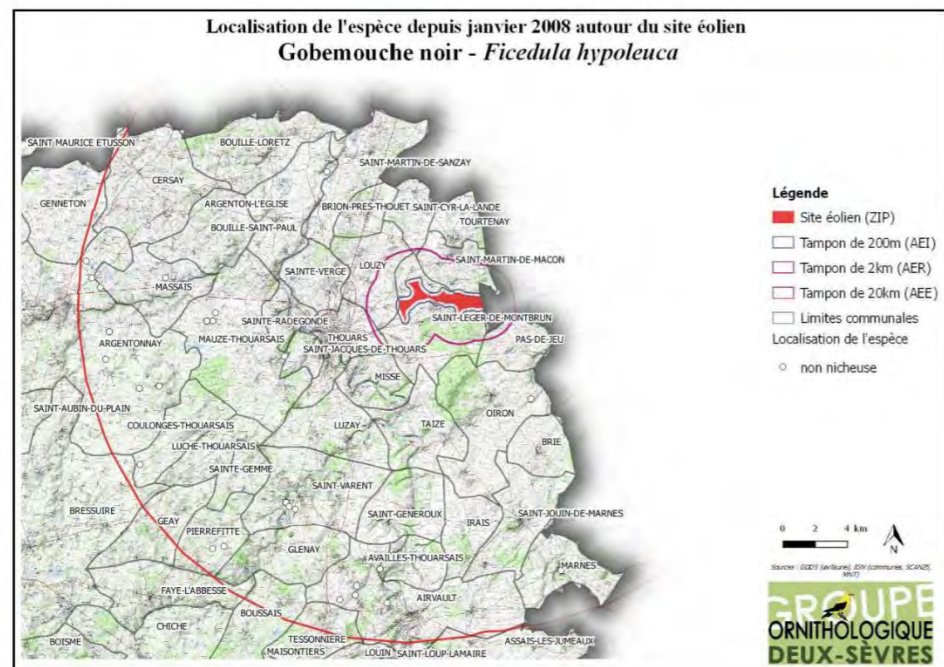 Localisation de l'espèce depuis janvier 2008 autour du site éolien
Gobemouche noir - Ficedula hypoleuca
SAINT MAURICE ETUSSON
BOUILLE-LORETZ
SAINT-MARTIN-DE-SANZAY
CERSAY
GENNETON
ARGENTON-L'EGLISE
BRION-PRES-THOUET
SAINT-CYR-LA-LANDE
TOURTENAY
BOUILLE-SAINT-PAUL
SAINT-MARTIN-DE-MACON
LOUZY
SAINTE-VERGE
MASSAIS
SAINTE-RADEGONDE
SAINT-LEGER-DE-MONTBRUN
MAUZE-THOUARSAIS
THOUARS
PAS-DE-JEU
ARGENTONNAY
SAINT-JACQUES-DE-THOUARS
MISSE
SAINT-AUBIN-DU-PLAIN
OIRON
COULONGES-THOUARSAIS
LUZAY
TAIZE
BRIE
LUCHE-THOUARSAIS
SAINTE-GEMME
SAINT-VARENT
BRESSUIRE
GEAY
SAINT-GENEROUX
IRAIS
SAINT-JOUIN-DE-MARNES
PIERREFITTE
GLENAY
AVAILLES-THOUARSAIS
MARNES
FAYE-L'ABBESSE
AIRVAULT
BOUSSAIS
CHICHE
TESSONNIERE
ASSAIS-LES-JUMEAUX
BOISME
MAISONTIERS
LOUIN
SAINT-LOUP-LAMAIRE
Légende
Site éolien (ZIP)
Tampon de 200m (AEI)
Tampon de 2km (AER)
Tampon de 20km (AEE)
Limites communales
Localisation de l'espèce
non nicheuse
0 2 4 km
N
Sources : GODS (avifaune), IGN (communes, SCAN25, MNT)
GROUPE
ORNITHOLOGIQUE
DEUX-SÈVRES